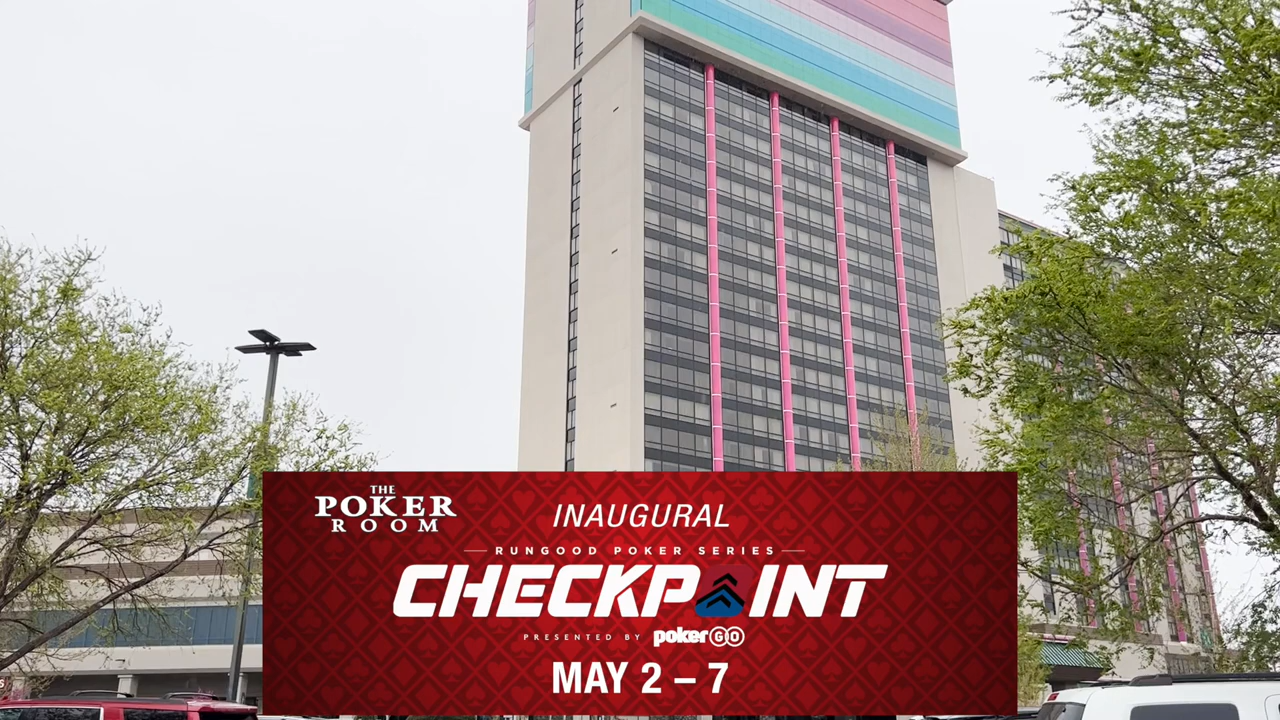 THE
POKER
ROOM
INAUGURAL
RUNGOOD POKER SERIES
CHECKPOINT
PRESENTED BY pokerGO
MAY 2 – 7